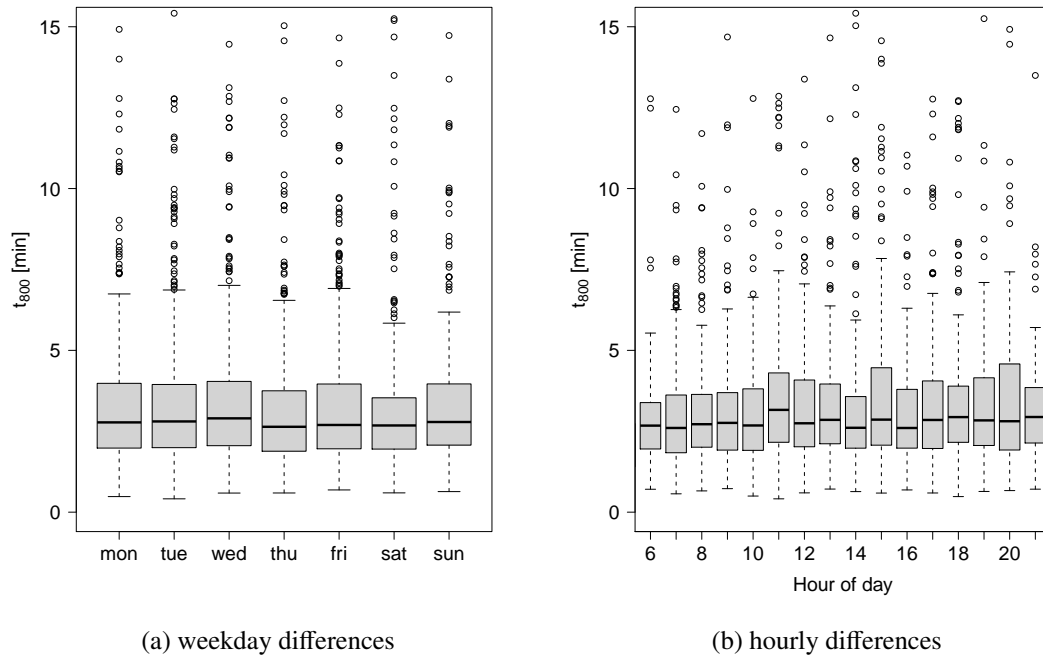 15
10
5
0
t800 [min]
mon tue wed thu fri sat sun
(a) weekday differences
15
10
5
0
t800 [min]
6 8 10 12 14 16 18 20
Hour of day
(b) hourly differences